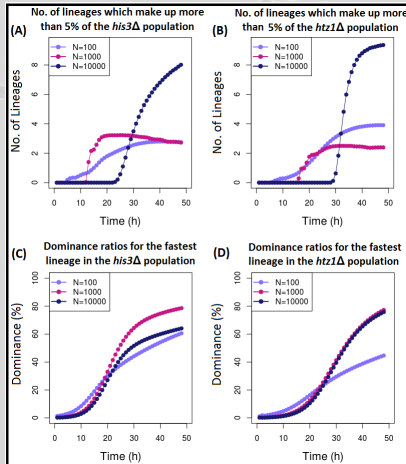 No. of lineages which make up more
than 5% of the his3Δ population
(A)
N=100
N=1000
N=10000
No. of Lineages
0 2 4 6 8
0 10 20 30 40 50
Time (h)
No. of lineages which make up more
than 5% of the htz1Δ population
(B)
N=100
N=1000
N=10000
No. of Lineages
0 2 4 6 8
0 10 20 30 40 50
Time (h)
Dominance ratios for the fastest
lineage in the his3Δ population
(C)
N=100
N=1000
N=10000
Dominance (%)
0 20 40 60 80 100
0 10 20 30 40 50
Time (h)
Dominance ratios for the fastest
lineage in the htz1Δ population
(D)
N=100
N=1000
N=10000
Dominance (%)
0 20 40 60 80 100
0 10 20 30 40 50
Time (h)